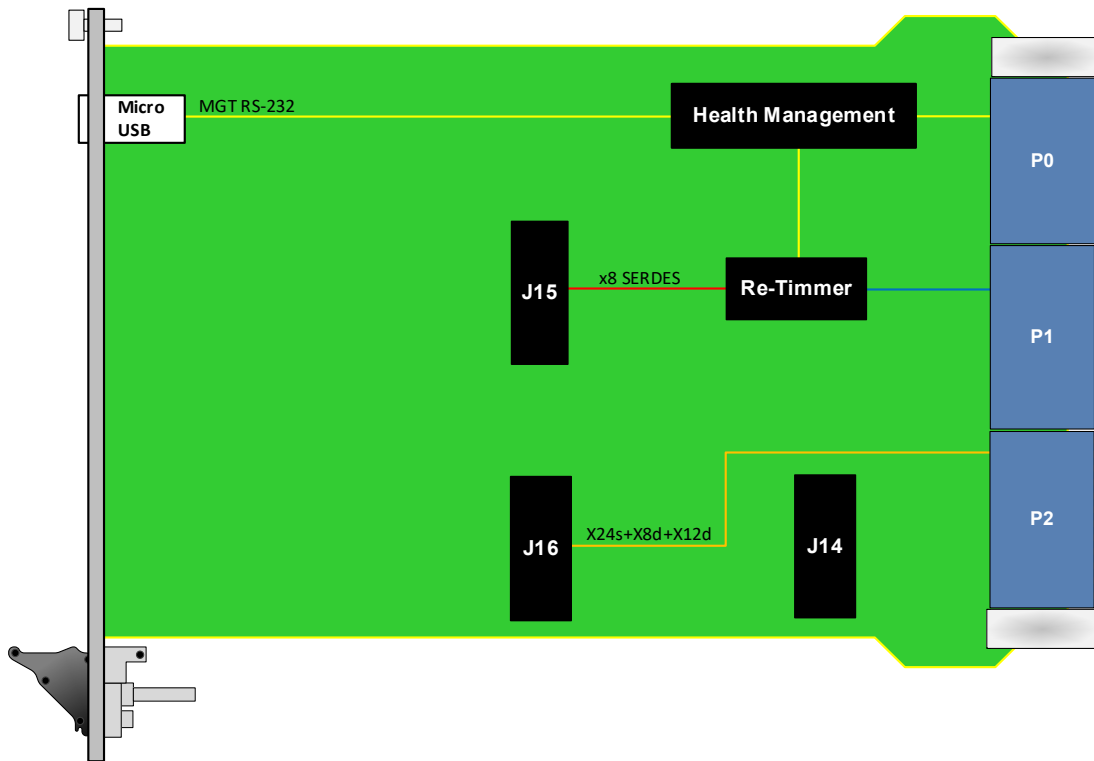 Micro
USB
MGT RS-232
Health Management
P0
J15
x8 SERDES
Re-Timmer
P1
J16
X24s+X8d+X12d
J14
P2